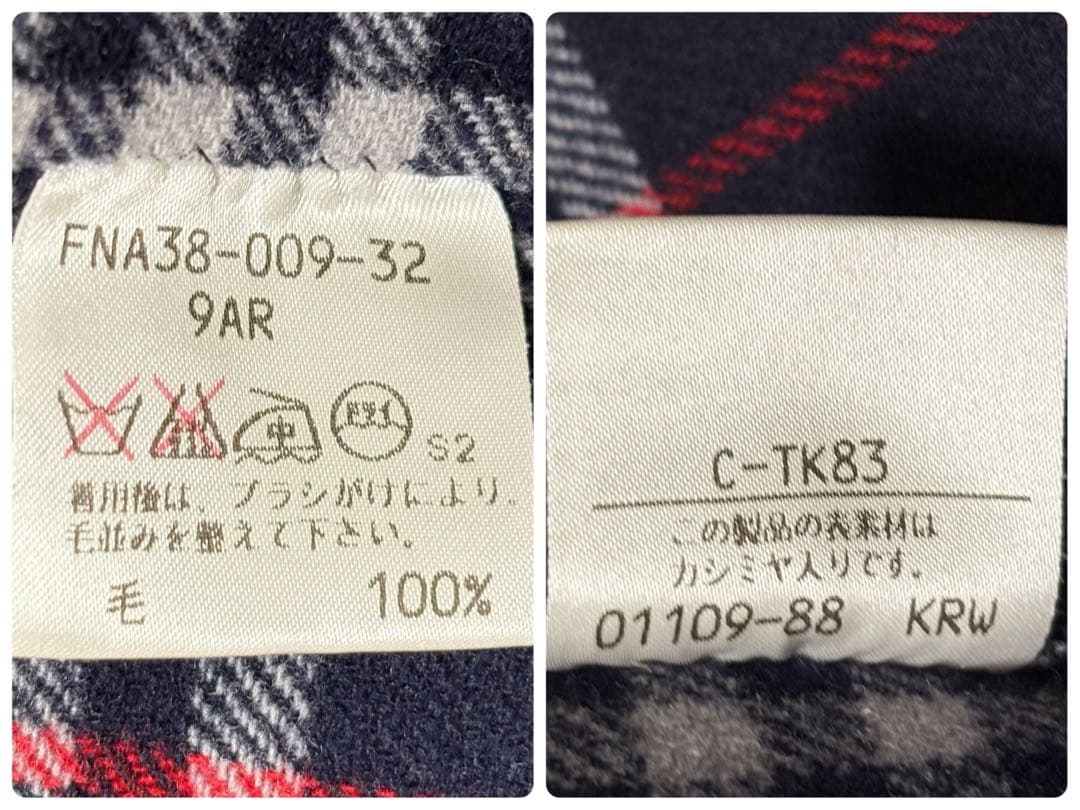 FNA38-009-32
9AR
中 ドライ S2
着用後は、ブラシがけにより、
毛並みを整えて下さい。
毛 100%
C-TK83
この製品の表素材は
カシミヤ入りです。
01109-88 KRW